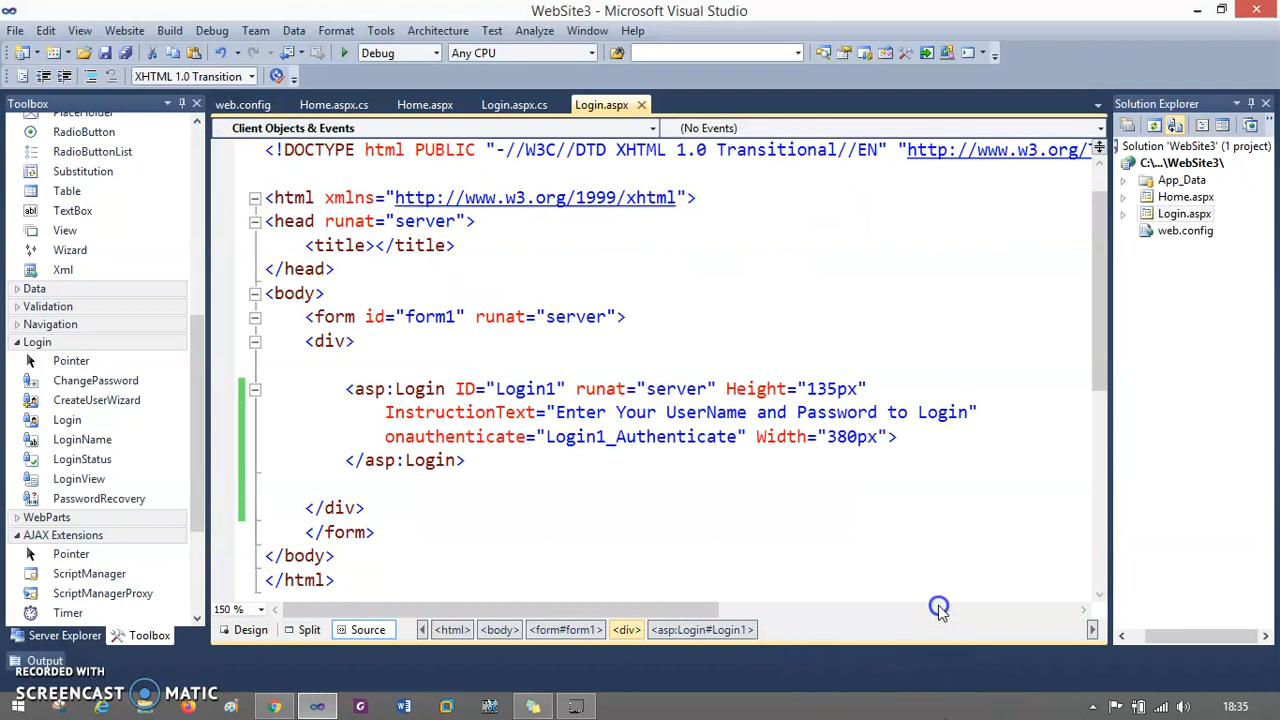 WebSite3 - Microsoft Visual Studio
File Edit View Website Build Debug Team Data Format Tools Architecture Test Analyze Window Help
Debug Any CPU
XHTML 1.0 Transition
Toolbox
web.config Home.aspx.cs Home.aspx Login.aspx.cs Login.aspx
Solution Explorer
Client Objects & Events (No Events)
PlaceHolder
RadioButton
RadioButtonList
Substitution
Table
TextBox
View
Wizard
Xml
Data
Validation
Navigation
Login
Pointer
ChangePassword
CreateUserWizard
Login
LoginName
LoginStatus
LoginView
PasswordRecovery
WebParts
AJAX Extensions
Pointer
ScriptManager
ScriptManagerProxy
Timer
Server Explorer Toolbox
Output
<!DOCTYPE html PUBLIC "-//W3C//DTD XHTML 1.0 Transitional//EN" "http://www.w3.org/
<html xmlns="http://www.w3.org/1999/xhtml">
<head runat="server">
<title></title>
</head>
<body>
<form id="form1" runat="server">
<div>
<asp:Login ID="Login1" runat="server" Height="135px"
InstructionText="Enter Your UserName and Password to Login"
onauthenticate="Login1_Authenticate" Width="380px">
</asp:Login>
</div>
</form>
</body>
</html>
150 %
Design Split Source <html> <body> <form#form1> <div> <asp:Login#Login1>
Solution 'WebSite3' (1 project)
C:\...\WebSite3\
App_Data
Home.aspx
Login.aspx
web.config
RECORDED WITH
SCREENCAST MATIC
18:35